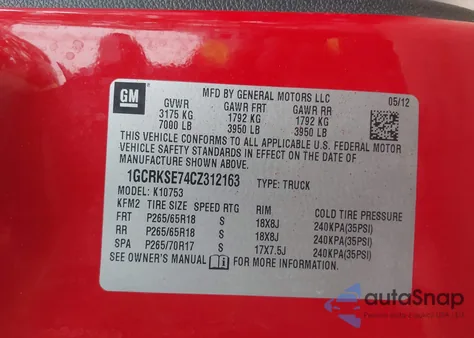 GM
MFD BY GENERAL MOTORS LLC
05/12
GVWR GAWR FRT GAWR RR
3175 KG 1792 KG 1792 KG
7000 LB 3950 LB 3950 LB
THIS VEHICLE CONFORMS TO ALL APPLICABLE U.S. FEDERAL MOTOR
VEHICLE SAFETY STANDARDS IN EFFECT ON THE DATE OF
MANUFACTURE SHOWN ABOVE.
1GCRKSE74CZ312163 TYPE: TRUCK
MODEL: K10753
KFM2 TIRE SIZE SPEED RTG RIM COLD TIRE PRESSURE
FRT P265/65R18 S 18X8J 240KPA(35PSI)
RR P265/65R18 S 18X8J 240KPA(35PSI)
SPA P265/70R17 S 17X7.5J 240KPA(35PSI)
SEE OWNER'S MANUAL FOR MORE INFORMATION.
autoSnap